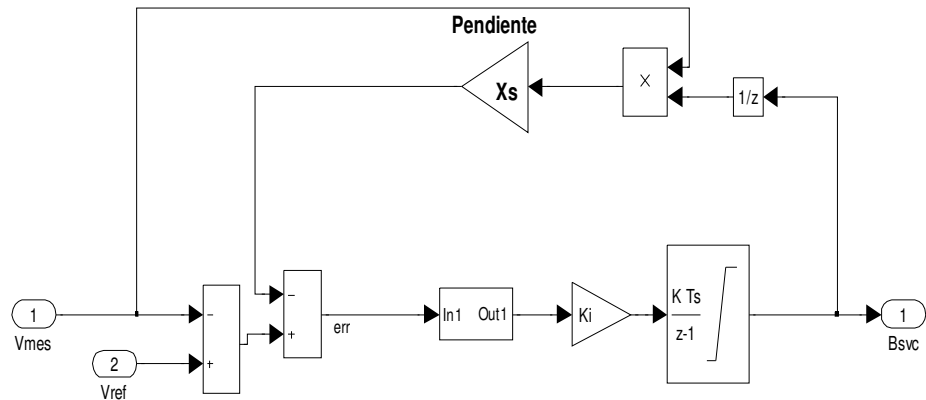 Pendiente
Xs
X
1/z
1
Vmes
2
Vref
−
+
−
+
err
In1 Out1
Ki
K Ts
z-1
1
Bsvc